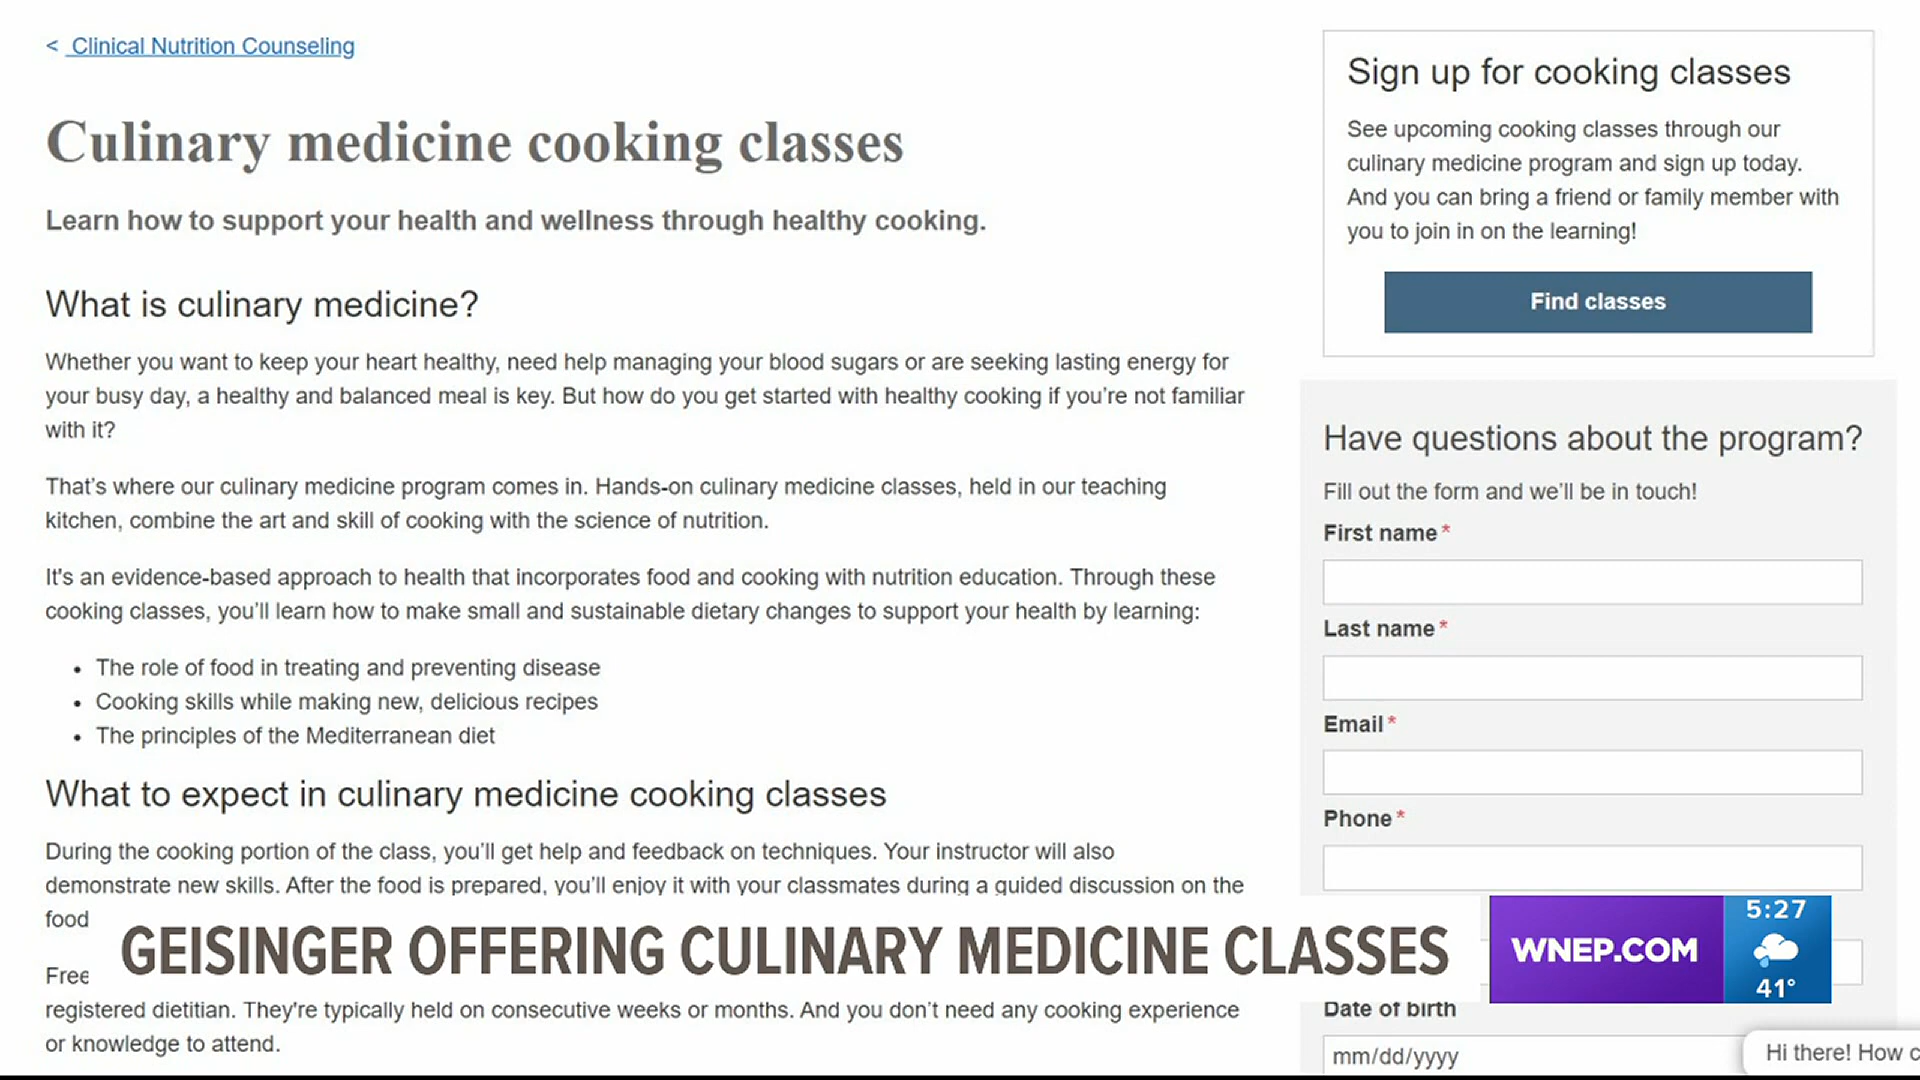 < Clinical Nutrition Counseling
Culinary medicine cooking classes
Learn how to support your health and wellness through healthy cooking.
What is culinary medicine?
Whether you want to keep your heart healthy, need help managing your blood sugars or are seeking lasting energy for
your busy day, a healthy and balanced meal is key. But how do you get started with healthy cooking if you’re not familiar
with it?
That’s where our culinary medicine program comes in. Hands-on culinary medicine classes, held in our teaching
kitchen, combine the art and skill of cooking with the science of nutrition.
It's an evidence-based approach to health that incorporates food and cooking with nutrition education. Through these
cooking classes, you’ll learn how to make small and sustainable dietary changes to support your health by learning:
• The role of food in treating and preventing disease
• Cooking skills while making new, delicious recipes
• The principles of the Mediterranean diet
What to expect in culinary medicine cooking classes
During the cooking portion of the class, you’ll get help and feedback on techniques. Your instructor will also
demonstrate new skills. After the food is prepared, you’ll enjoy it with your classmates during a guided discussion on the
food
Free
registered dietitian. They're typically held on consecutive weeks or months. And you don’t need any cooking experience
or knowledge to attend.
Sign up for cooking classes
See upcoming cooking classes through our
culinary medicine program and sign up today.
And you can bring a friend or family member with
you to join in on the learning!
Find classes
Have questions about the program?
Fill out the form and we’ll be in touch!
First name*
Last name*
Email*
Phone*
Date of birth
mm/dd/yyyy
Hi there! How
GEISINGER OFFERING CULINARY MEDICINE CLASSES
WNEP.COM
5:27
41°